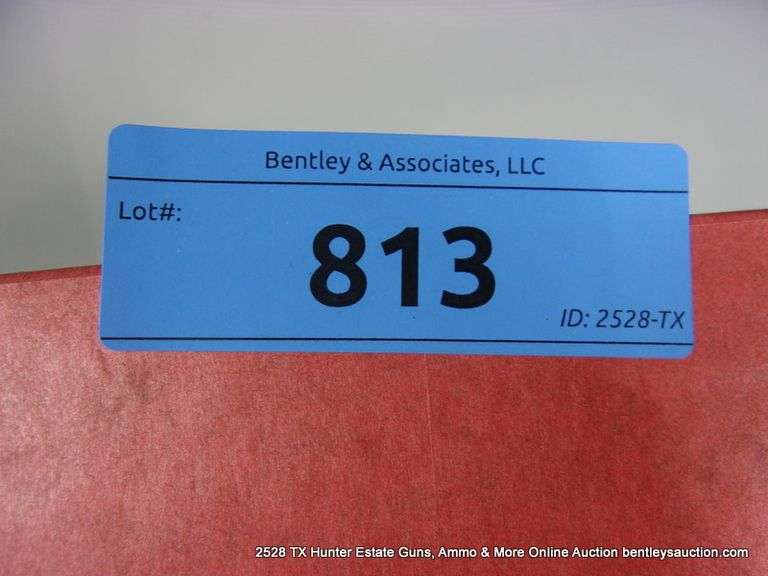 Bentley & Associates, LLC
Lot#:
813
ID: 2528-TX
2528 TX Hunter Estate Guns, Ammo & More Online Auction bentleysauction.com